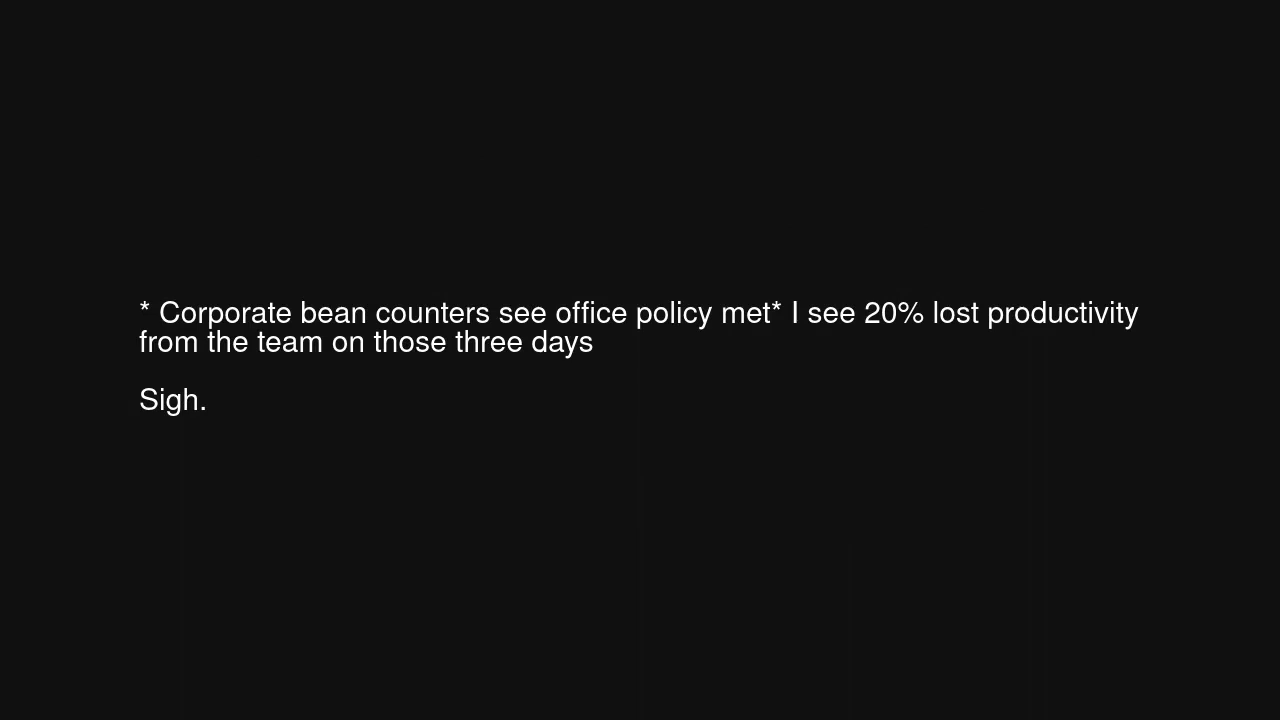 * Corporate bean counters see office policy met* I see 20% lost productivity
from the team on those three days
Sigh.